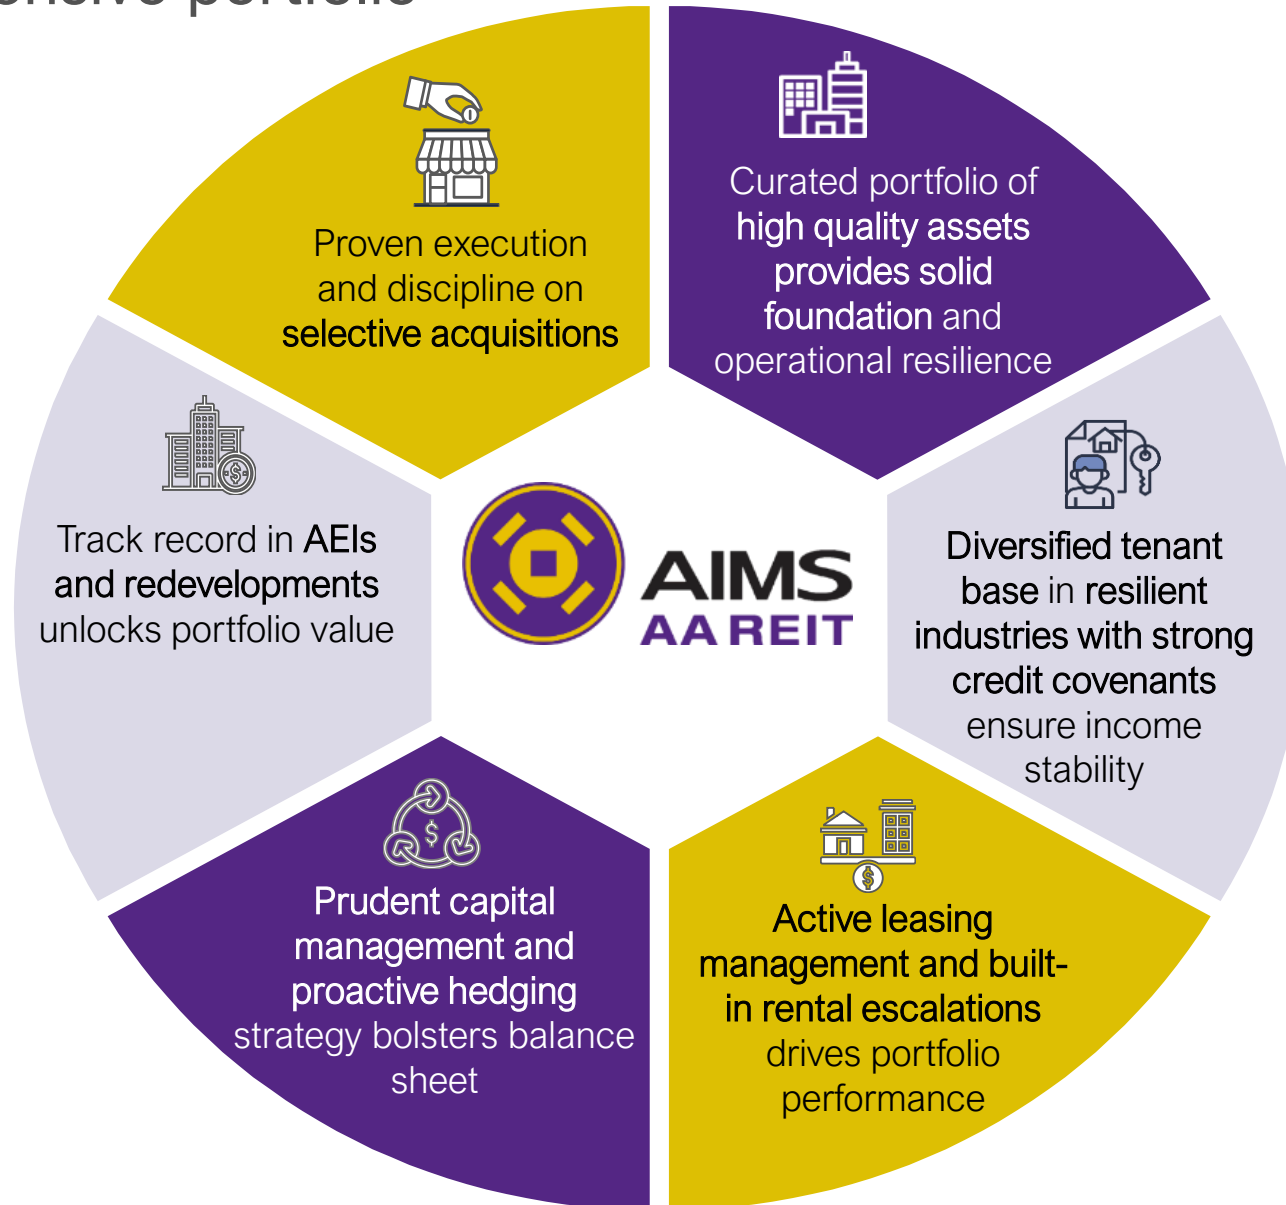 portfolio
Proven execution
and discipline on
selective acquisitions
Curated portfolio of
high quality assets
provides solid
foundation and
operational resilience
Track record in AEIs
and redevelopments
unlocks portfolio value
AIMS
AA REIT
Diversified tenant
base in resilient
industries with strong
credit covenants
ensure income
stability
Prudent capital
management and
proactive hedging
strategy bolsters balance
sheet
Active leasing
management and built-
in rental escalations
drives portfolio
performance